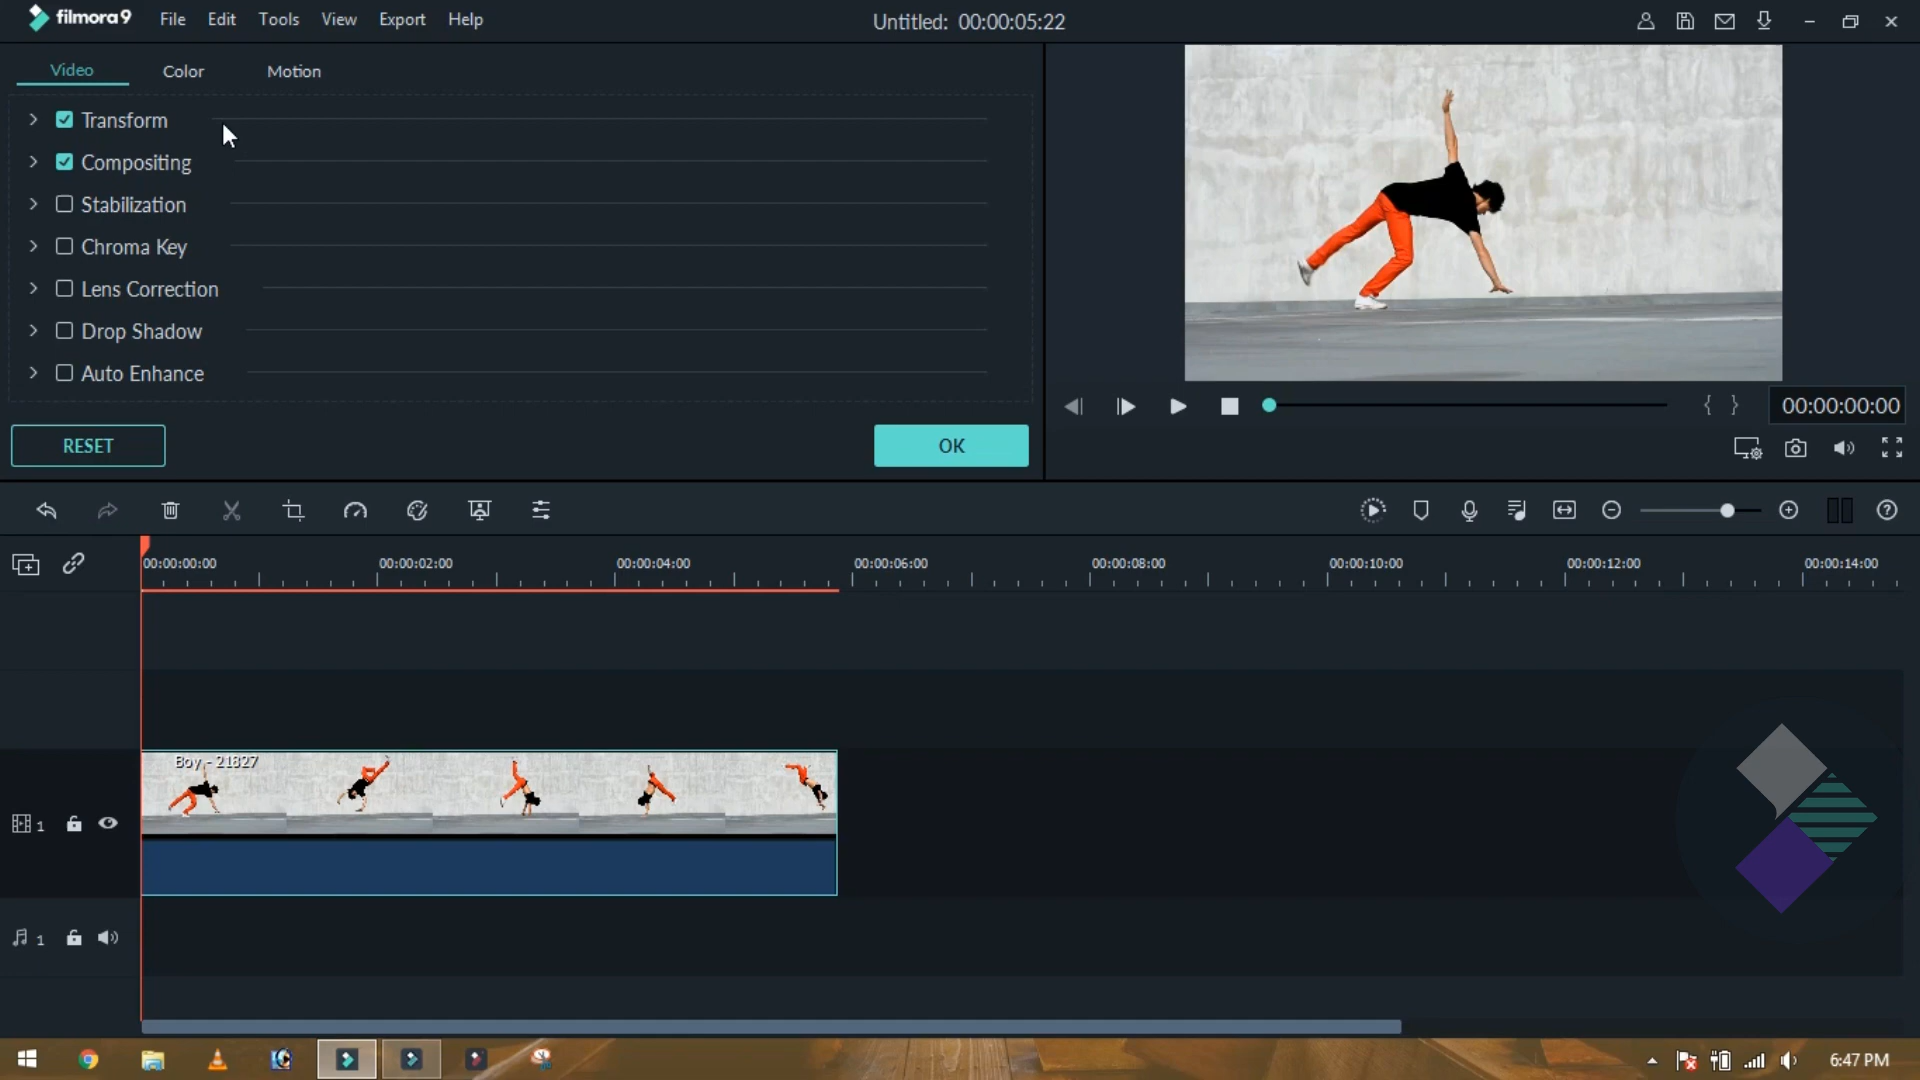 filmora9 File Edit Tools View Export Help Untitled: 00:00:05:22
Video Color Motion
Transform
Compositing
Stabilization
Chroma Key
Lens Correction
Drop Shadow
Auto Enhance
RESET OK
{ } 00:00:00:00
00:00:00:00 00:00:02:00 00:00:04:00 00:00:06:00 00:00:08:00 00:00:10:00 00:00:12:00 00:00:14:00
Boy - 21827
1
1
6:47 PM